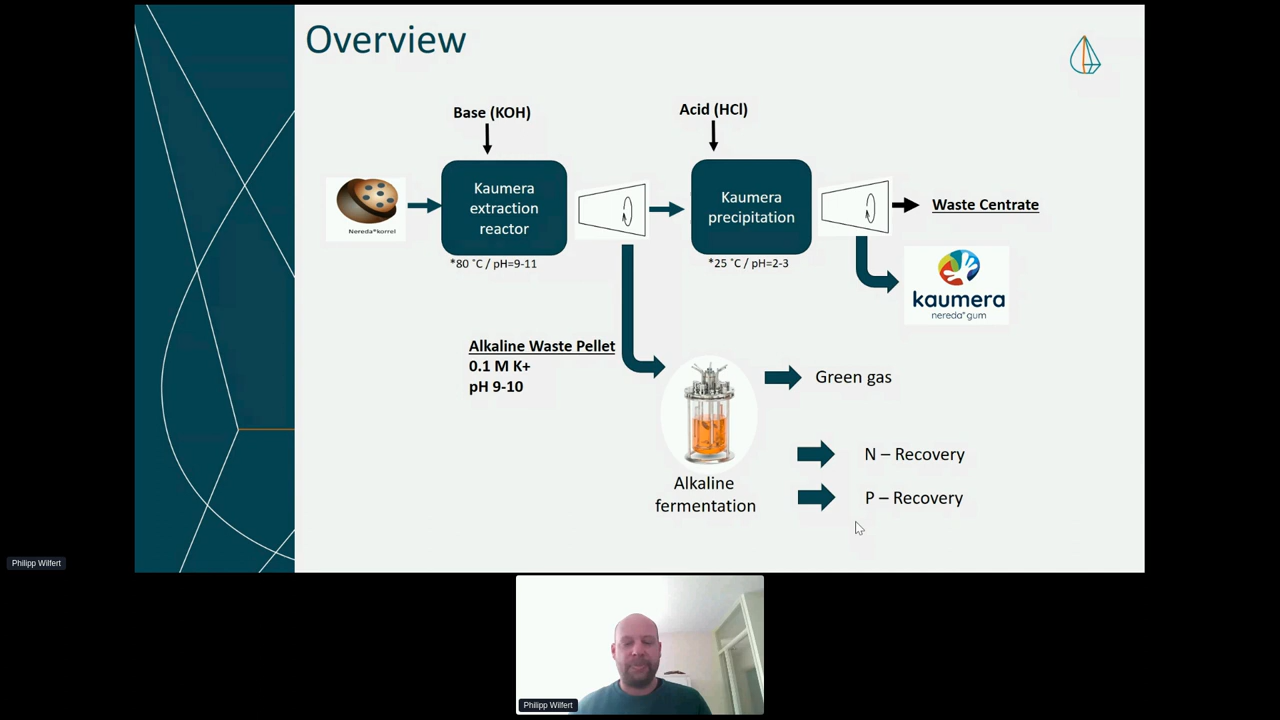 Overview
Base (KOH)
Acid (HCl)
Kaumera
extraction
reactor
Kaumera
precipitation
Waste Centrate
Nereda®korrel
*80 ˚C / pH=9-11
*25 ˚C / pH=2-3
kaumera
nereda® gum
Alkaline Waste Pellet
0.1 M K+
pH 9-10
Green gas
N – Recovery
Alkaline
fermentation
P – Recovery
Philipp Wilfert
Philipp Wilfert